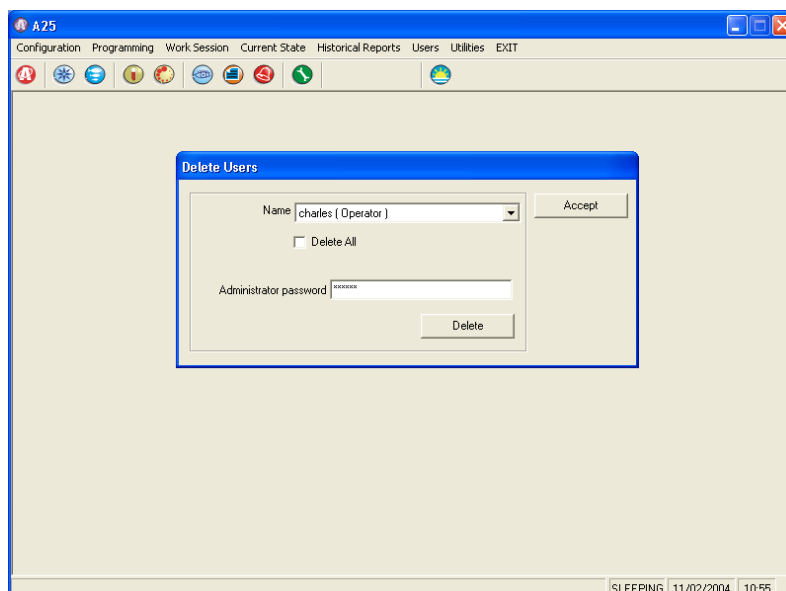 A25
Configuration Programming Work Session Current State Historical Reports Users Utilities EXIT
Delete Users
Name charles ( Operator ) Accept
Delete All
Administrator password ××××××
Delete
SLEEPING 11/02/2004 10:55